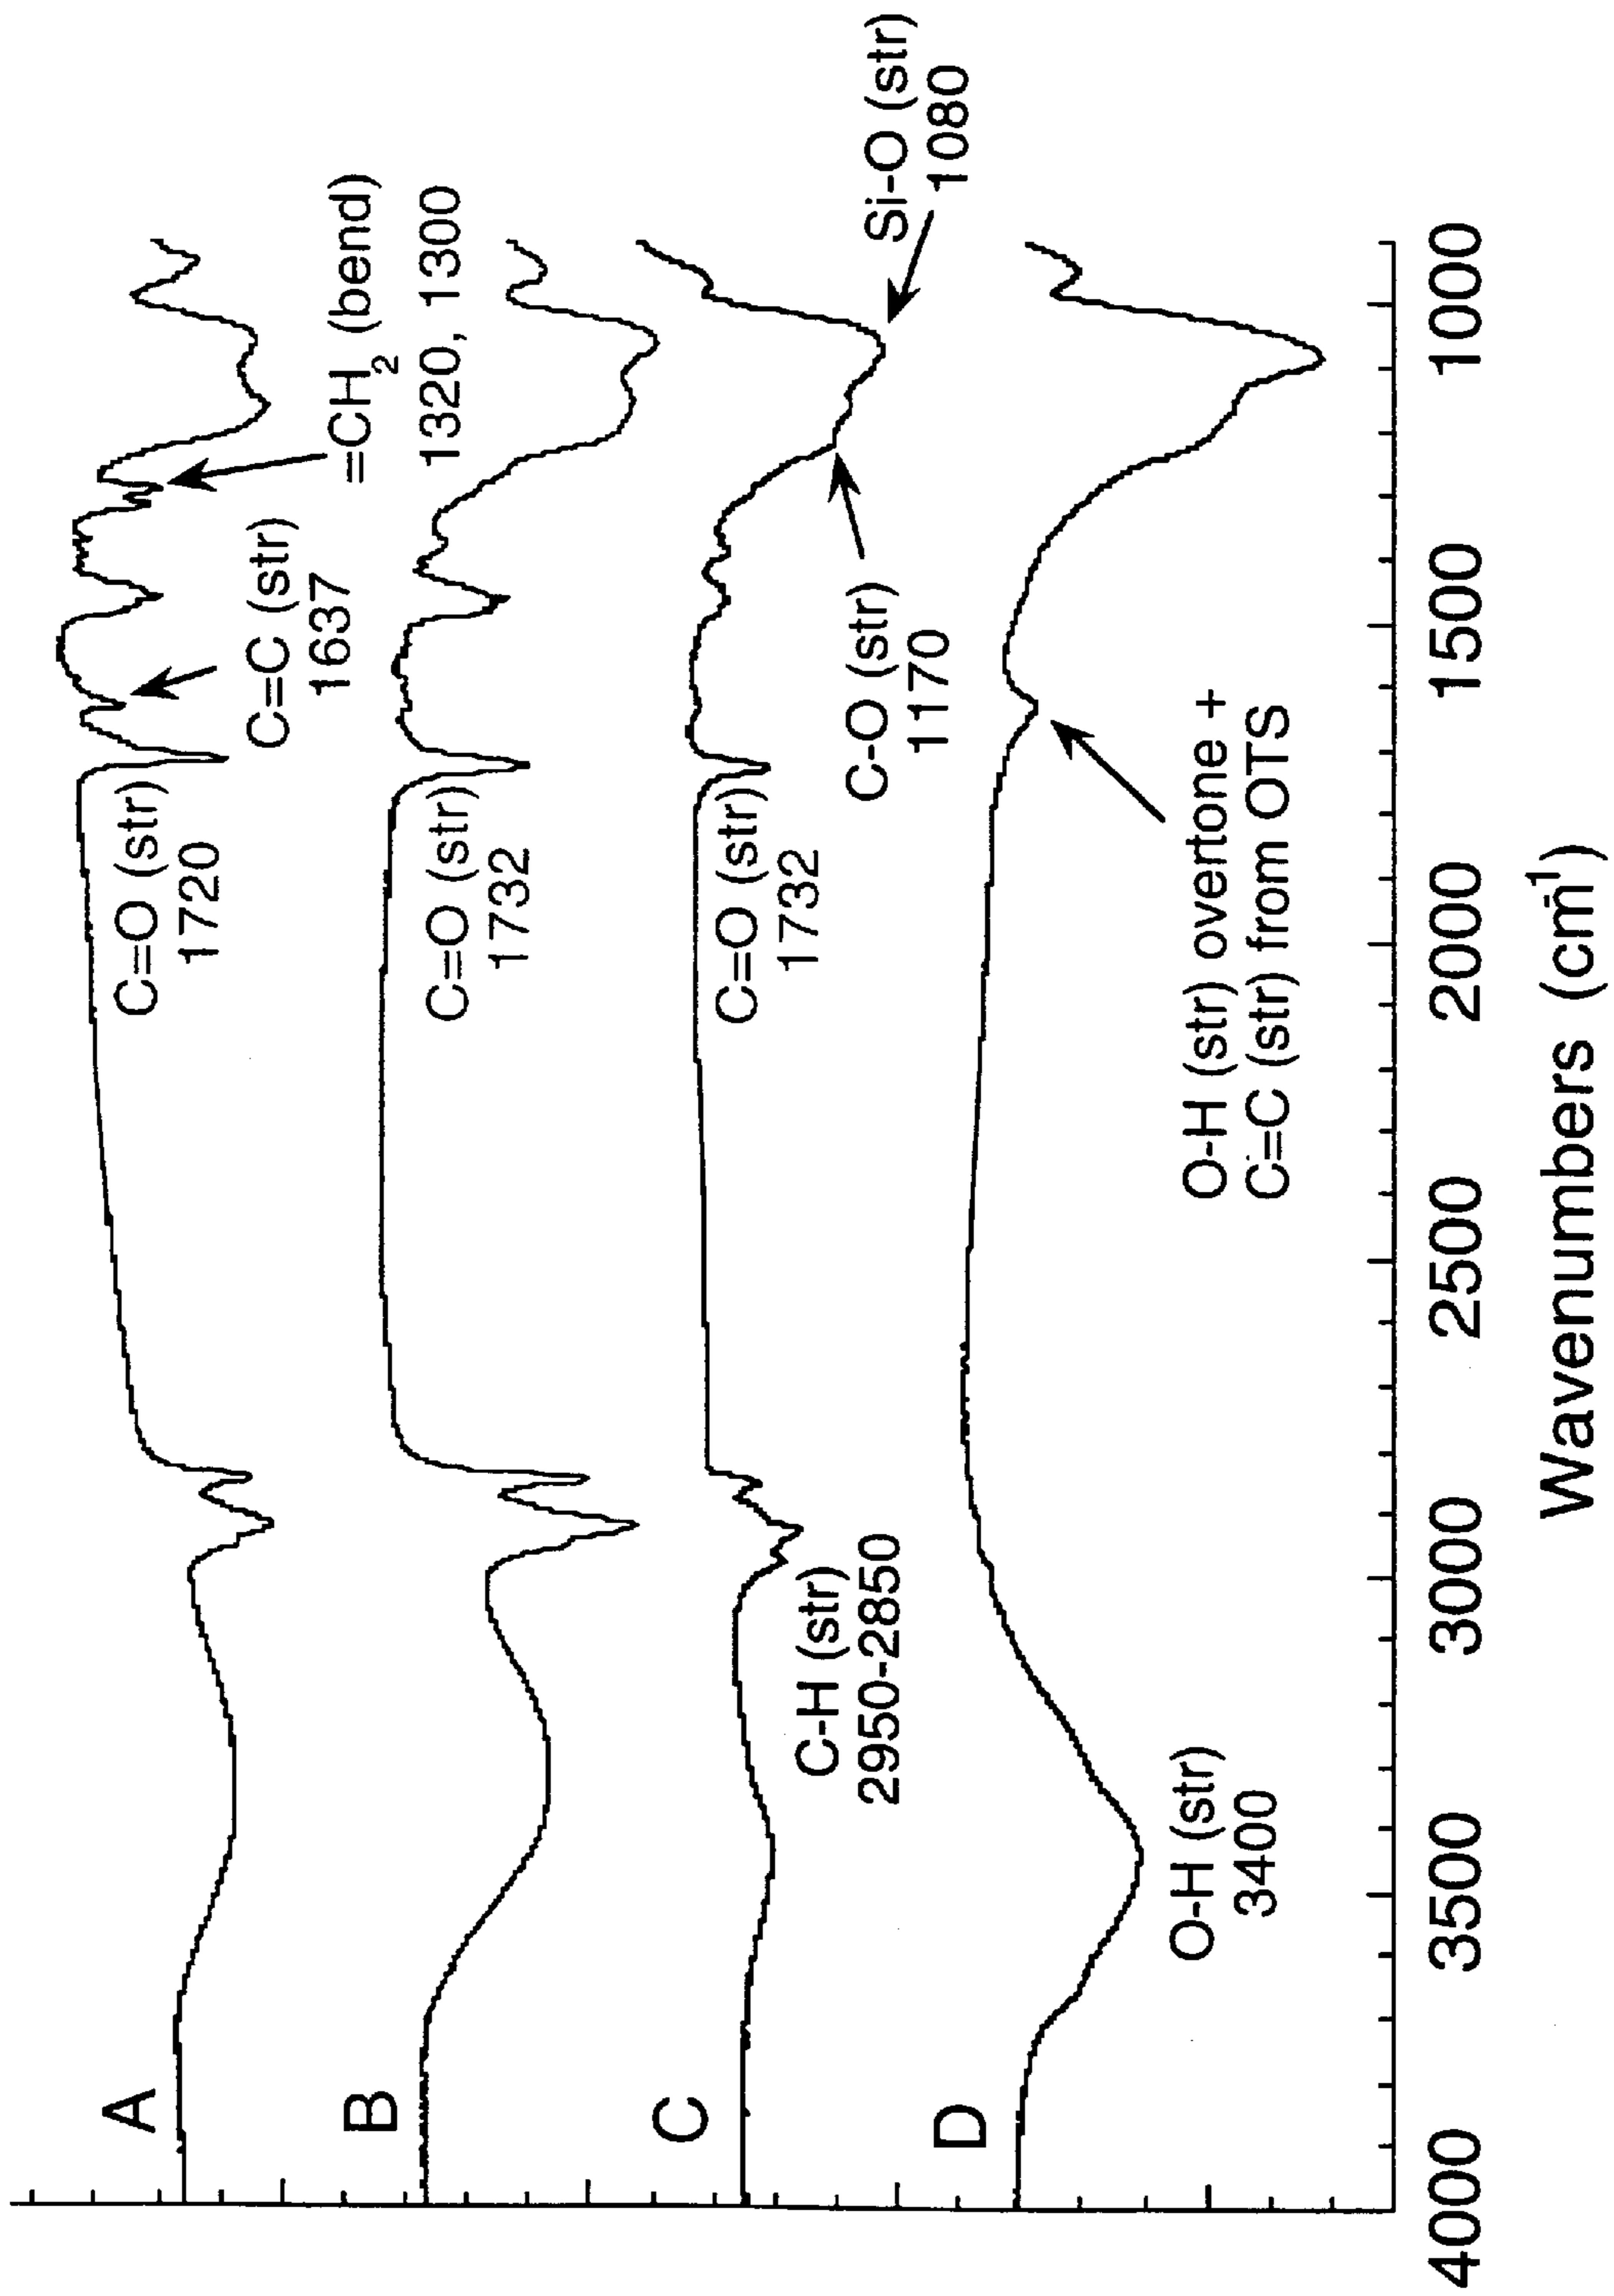 A
C=O (str)
1720
C=C (str)
1637
=CH2 (bend)
1320, 1300
B
C=O (str)
1732
C
C-H (str)
2950-2850
C=O (str)
1732
C-O (str)
1170
Si-O (str)
1080
D
O-H (str)
3400
O-H (str) overtone +
C=C (str) from OTS
4000 3500 3000 2500 2000 1500 1000
Wavenumbers (cm-1)